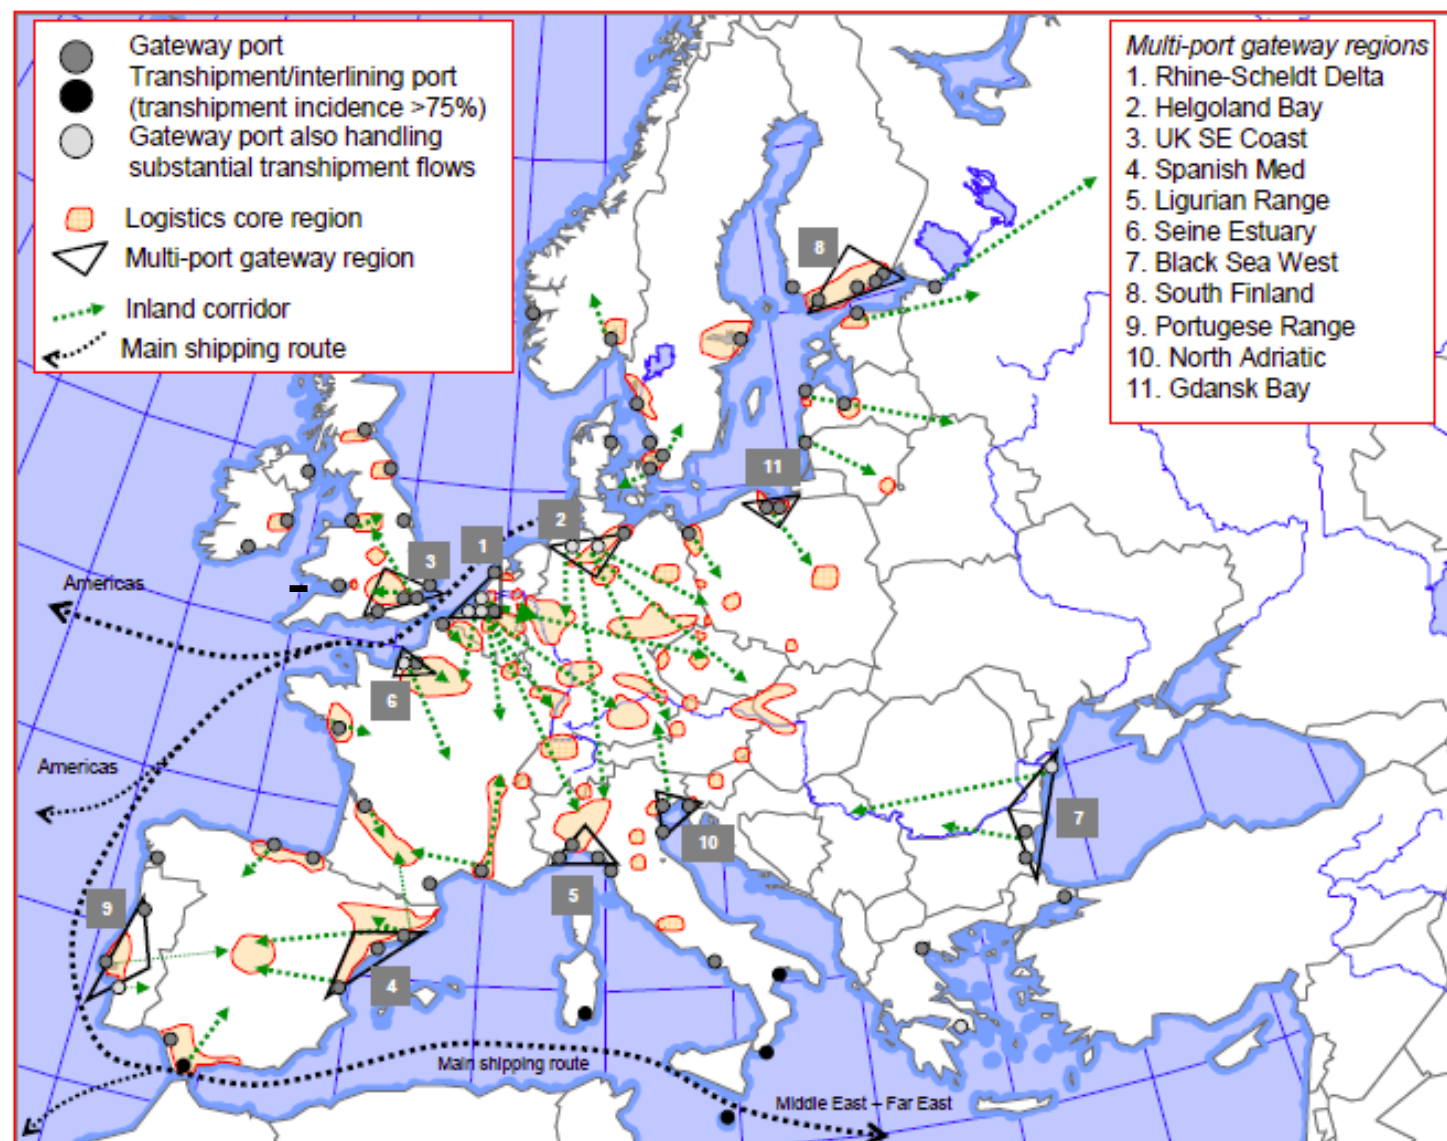 Gateway port
Transhipment/interlining port
(transhipment incidence >75%)
Gateway port also handling
substantial transhipment flows
Logistics core region
Multi-port gateway region
Inland corridor
Main shipping route
Multi-port gateway regions
1. Rhine-Scheldt Delta
2. Helgoland Bay
3. UK SE Coast
4. Spanish Med
5. Ligurian Range
6. Seine Estuary
7. Black Sea West
8. South Finland
9. Portugese Range
10. North Adriatic
11. Gdansk Bay
8
11
2
1
3
Americas
6
Americas
7
10
5
9
4
Main shipping route
Middle East – Far East